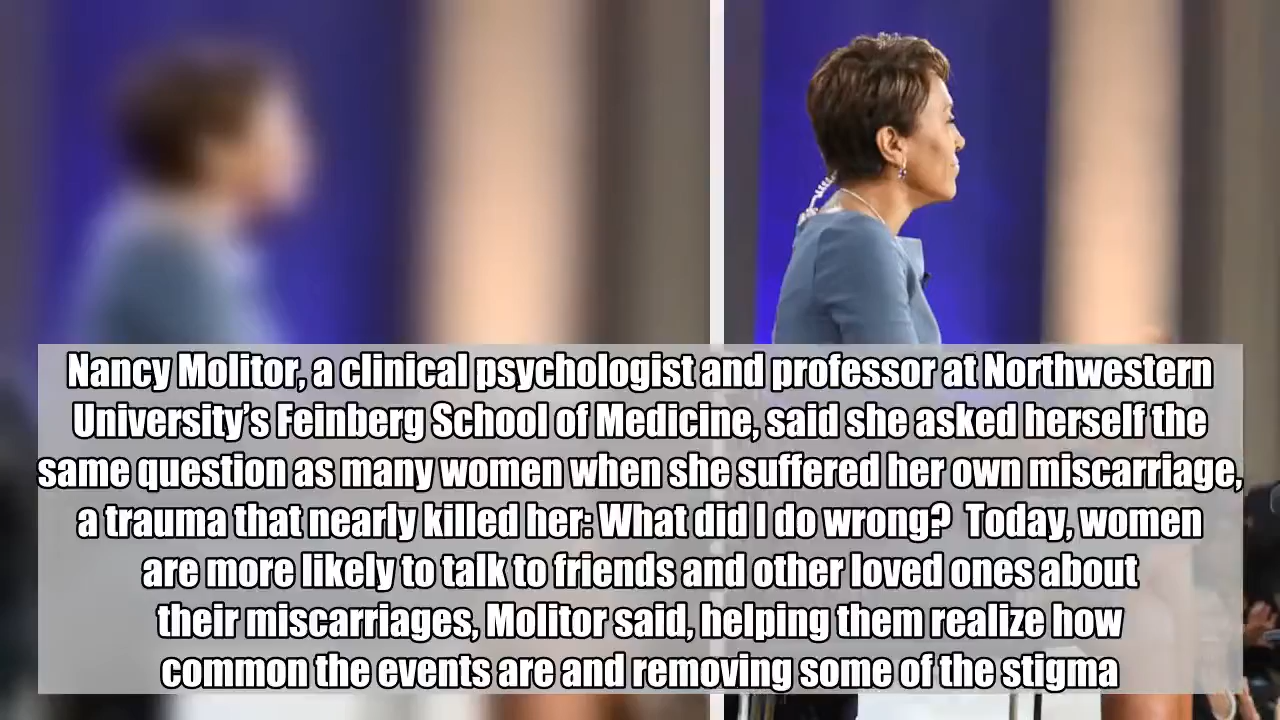 Nancy Molitor, a clinical psychologist and professor at Northwestern
University’s Feinberg School of Medicine, said she asked herself the
same question as many women when she suffered her own miscarriage,
a trauma that nearly killed her: What did I do wrong?  Today, women
are more likely to talk to friends and other loved ones about
their miscarriages, Molitor said, helping them realize how
common the events are and removing some of the stigma